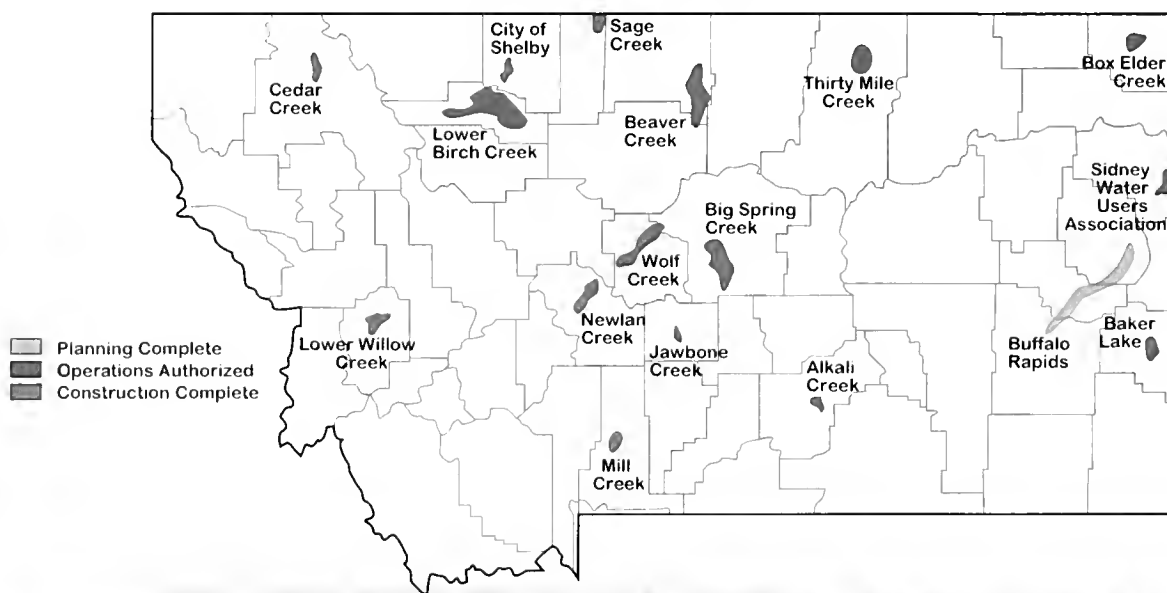 City of
Shelby
Sage
Creek
Cedar
Creek
Thirty Mile
Creek
Box Elder
Creek
Lower
Birch Creek
Beaver
Creek
Sidney
Water
Users
Association
Big Spring
Creek
Wolf
Creek
Newlan
Creek
Lower Willow
Creek
Jawbone
Creek
Alkali
Creek
Buffalo
Rapids
Baker
Lake
Mill
Creek
Planning Complete
Operations Authorized
Construction Complete